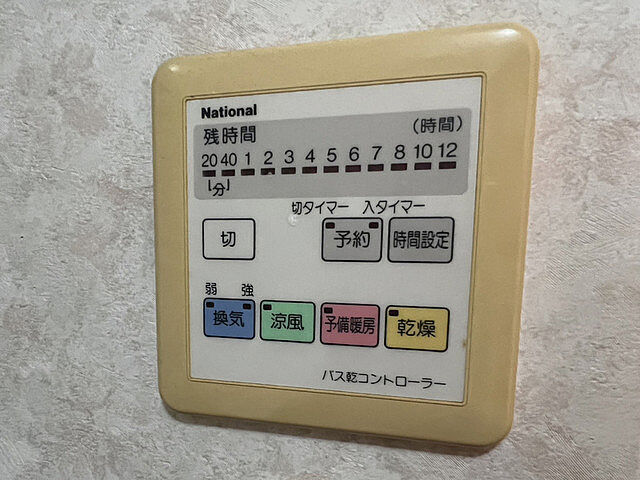 National
残時間 (時間)
20 40 1 2 3 4 5 6 7 8 10 12
分
切タイマー 入タイマー
切 予約 時間設定
弱 強
換気 涼風 予備暖房 乾燥
バス乾コントローラー